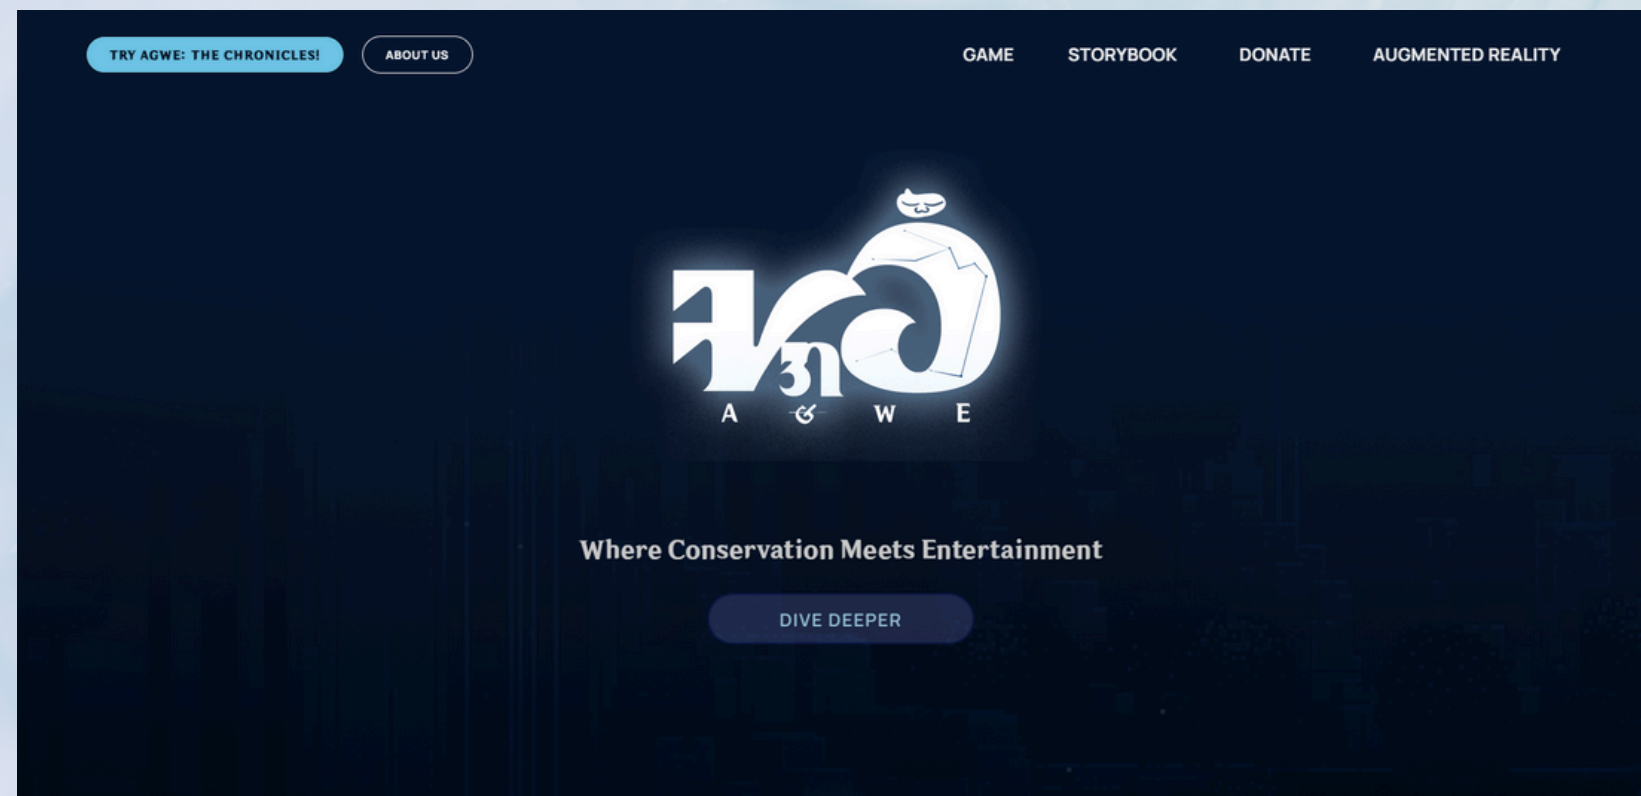 TRY AGWE: THE CHRONICLES!
ABOUT US
GAME
STORYBOOK
DONATE
AUGMENTED REALITY
A G W E
Where Conservation Meets Entertainment
DIVE DEEPER